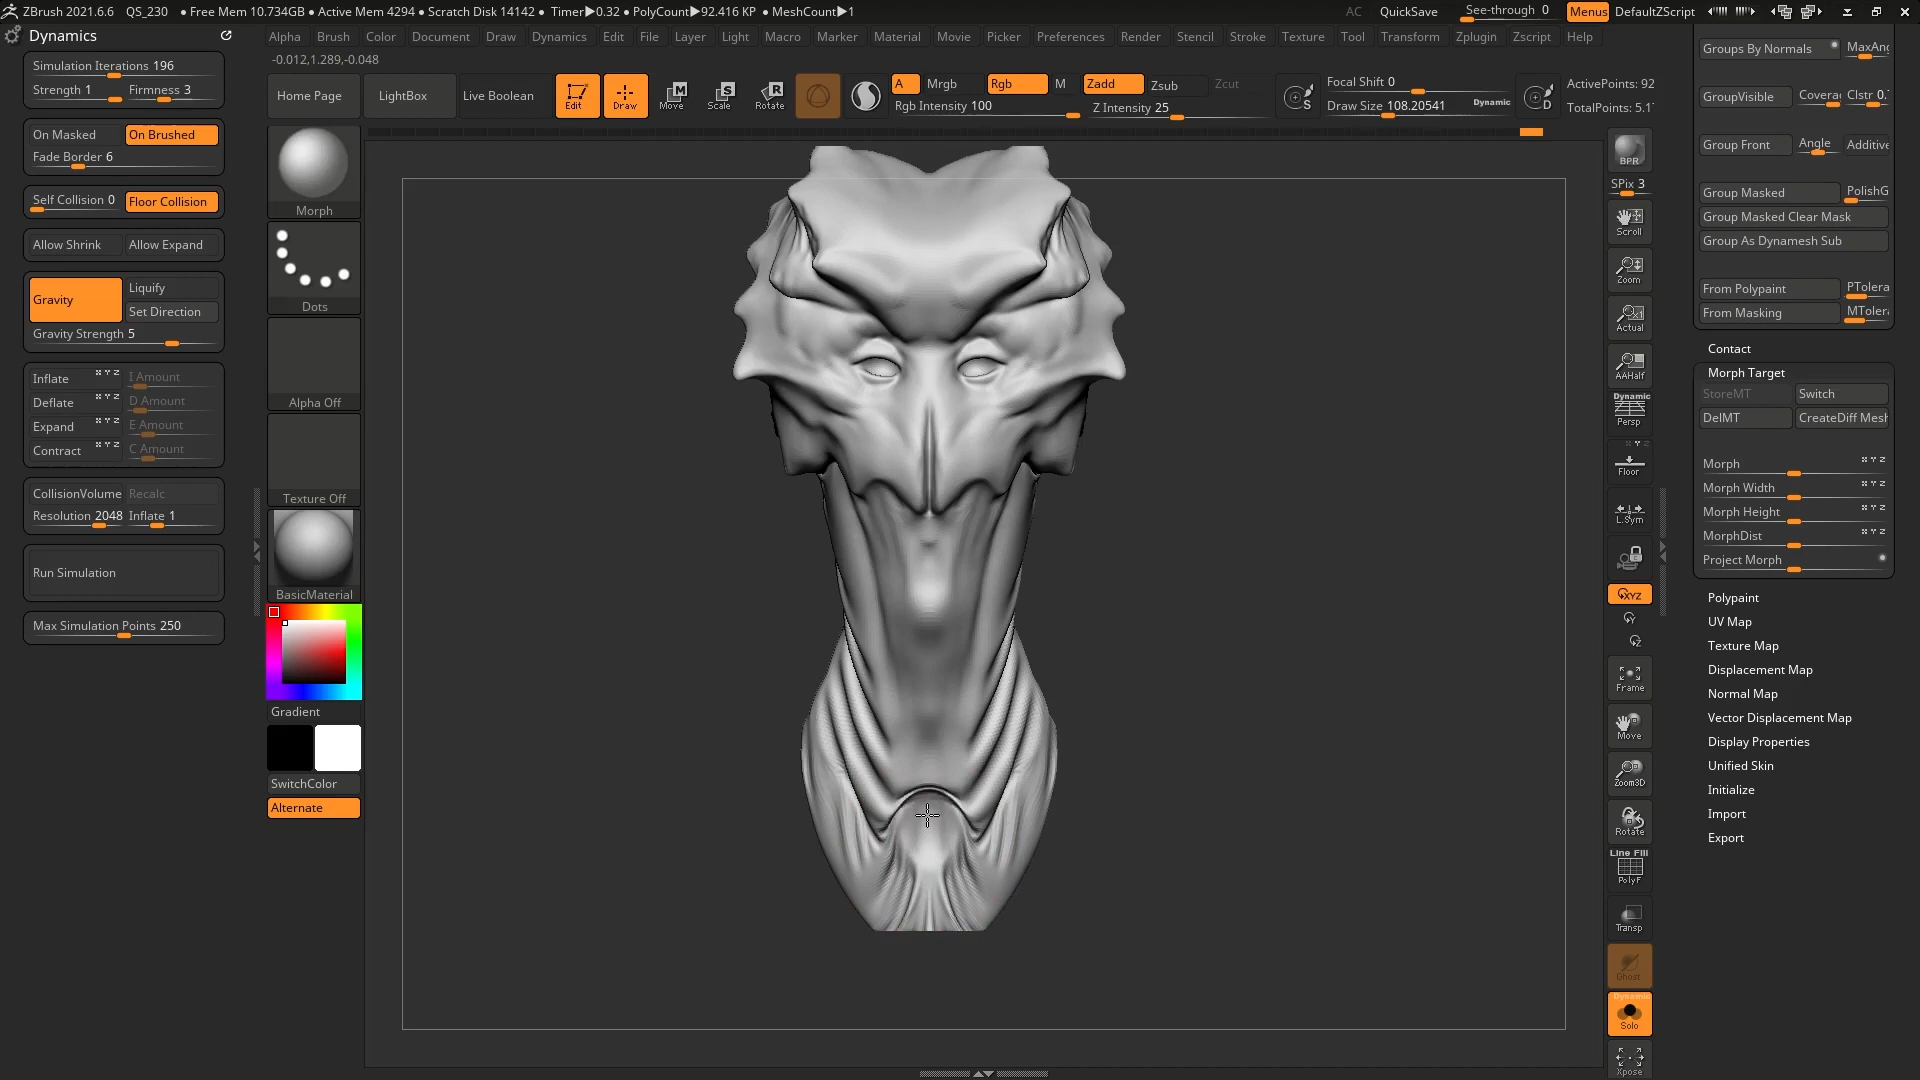 ZBrush 2021.6.6 QS_230 ● Free Mem 10.734GB ● Active Mem 4294 ● Scratch Disk 14142 ● Timer▶0.32 ● PolyCount▶92.416 KP ● MeshCount▶1 AC QuickSave See-through 0 Menus DefaultZScript
Dynamics
Alpha Brush Color Document Draw Dynamics Edit File Layer Light Macro Marker Material Movie Picker Preferences Render Stencil Stroke Texture Tool Transform Zplugin Zscript Help
-0.012,1.289,-0.048
Home Page
LightBox
Live Boolean
Edit
Draw
Move
Scale
Rotate
A Mrgb Rgb M Zadd Zsub Zcut
Rgb Intensity 100 Z Intensity 25
Focal Shift 0
Draw Size 108.20541 Dynamic
ActivePoints: 92
TotalPoints: 5.1
Simulation Iterations 196
Strength 1 Firmness 3
On Masked On Brushed
Fade Border 6
Self Collision 0 Floor Collision
Allow Shrink Allow Expand
Gravity Liquify
Set Direction
Gravity Strength 5
Inflate X Y Z I Amount
Deflate X Y Z D Amount
Expand X Y Z E Amount
Contract X Y Z C Amount
CollisionVolume Recalc
Resolution 2048 Inflate 1
Run Simulation
Max Simulation Points 250
Morph
Dots
Alpha Off
Texture Off
BasicMaterial
Gradient
SwitchColor
Alternate
S
D
BPR
SPix 3
Scroll
Zoom
Actual
AAHalf
Dynamic
Persp
X Y Z
Floor
L.Sym
XYZ
Y
Z
Frame
Move
Zoom3D
Rotate
Line Fill
PolyF
Transp
Ghost
Dynamic
Solo
Xpose
Groups By Normals MaxAng
GroupVisible Covera Clstr 0.
Group Front Angle Additive
Group Masked PolishG
Group Masked Clear Mask
Group As Dynamesh Sub
From Polypaint PTolera
From Masking MTolera
Contact
Morph Target
StoreMT Switch
DelMT CreateDiff Mesh
Morph X Y Z
Morph Width X Y Z
Morph Height X Y Z
MorphDist X Y Z
Project Morph
Polypaint
UV Map
Texture Map
Displacement Map
Normal Map
Vector Displacement Map
Display Properties
Unified Skin
Initialize
Import
Export